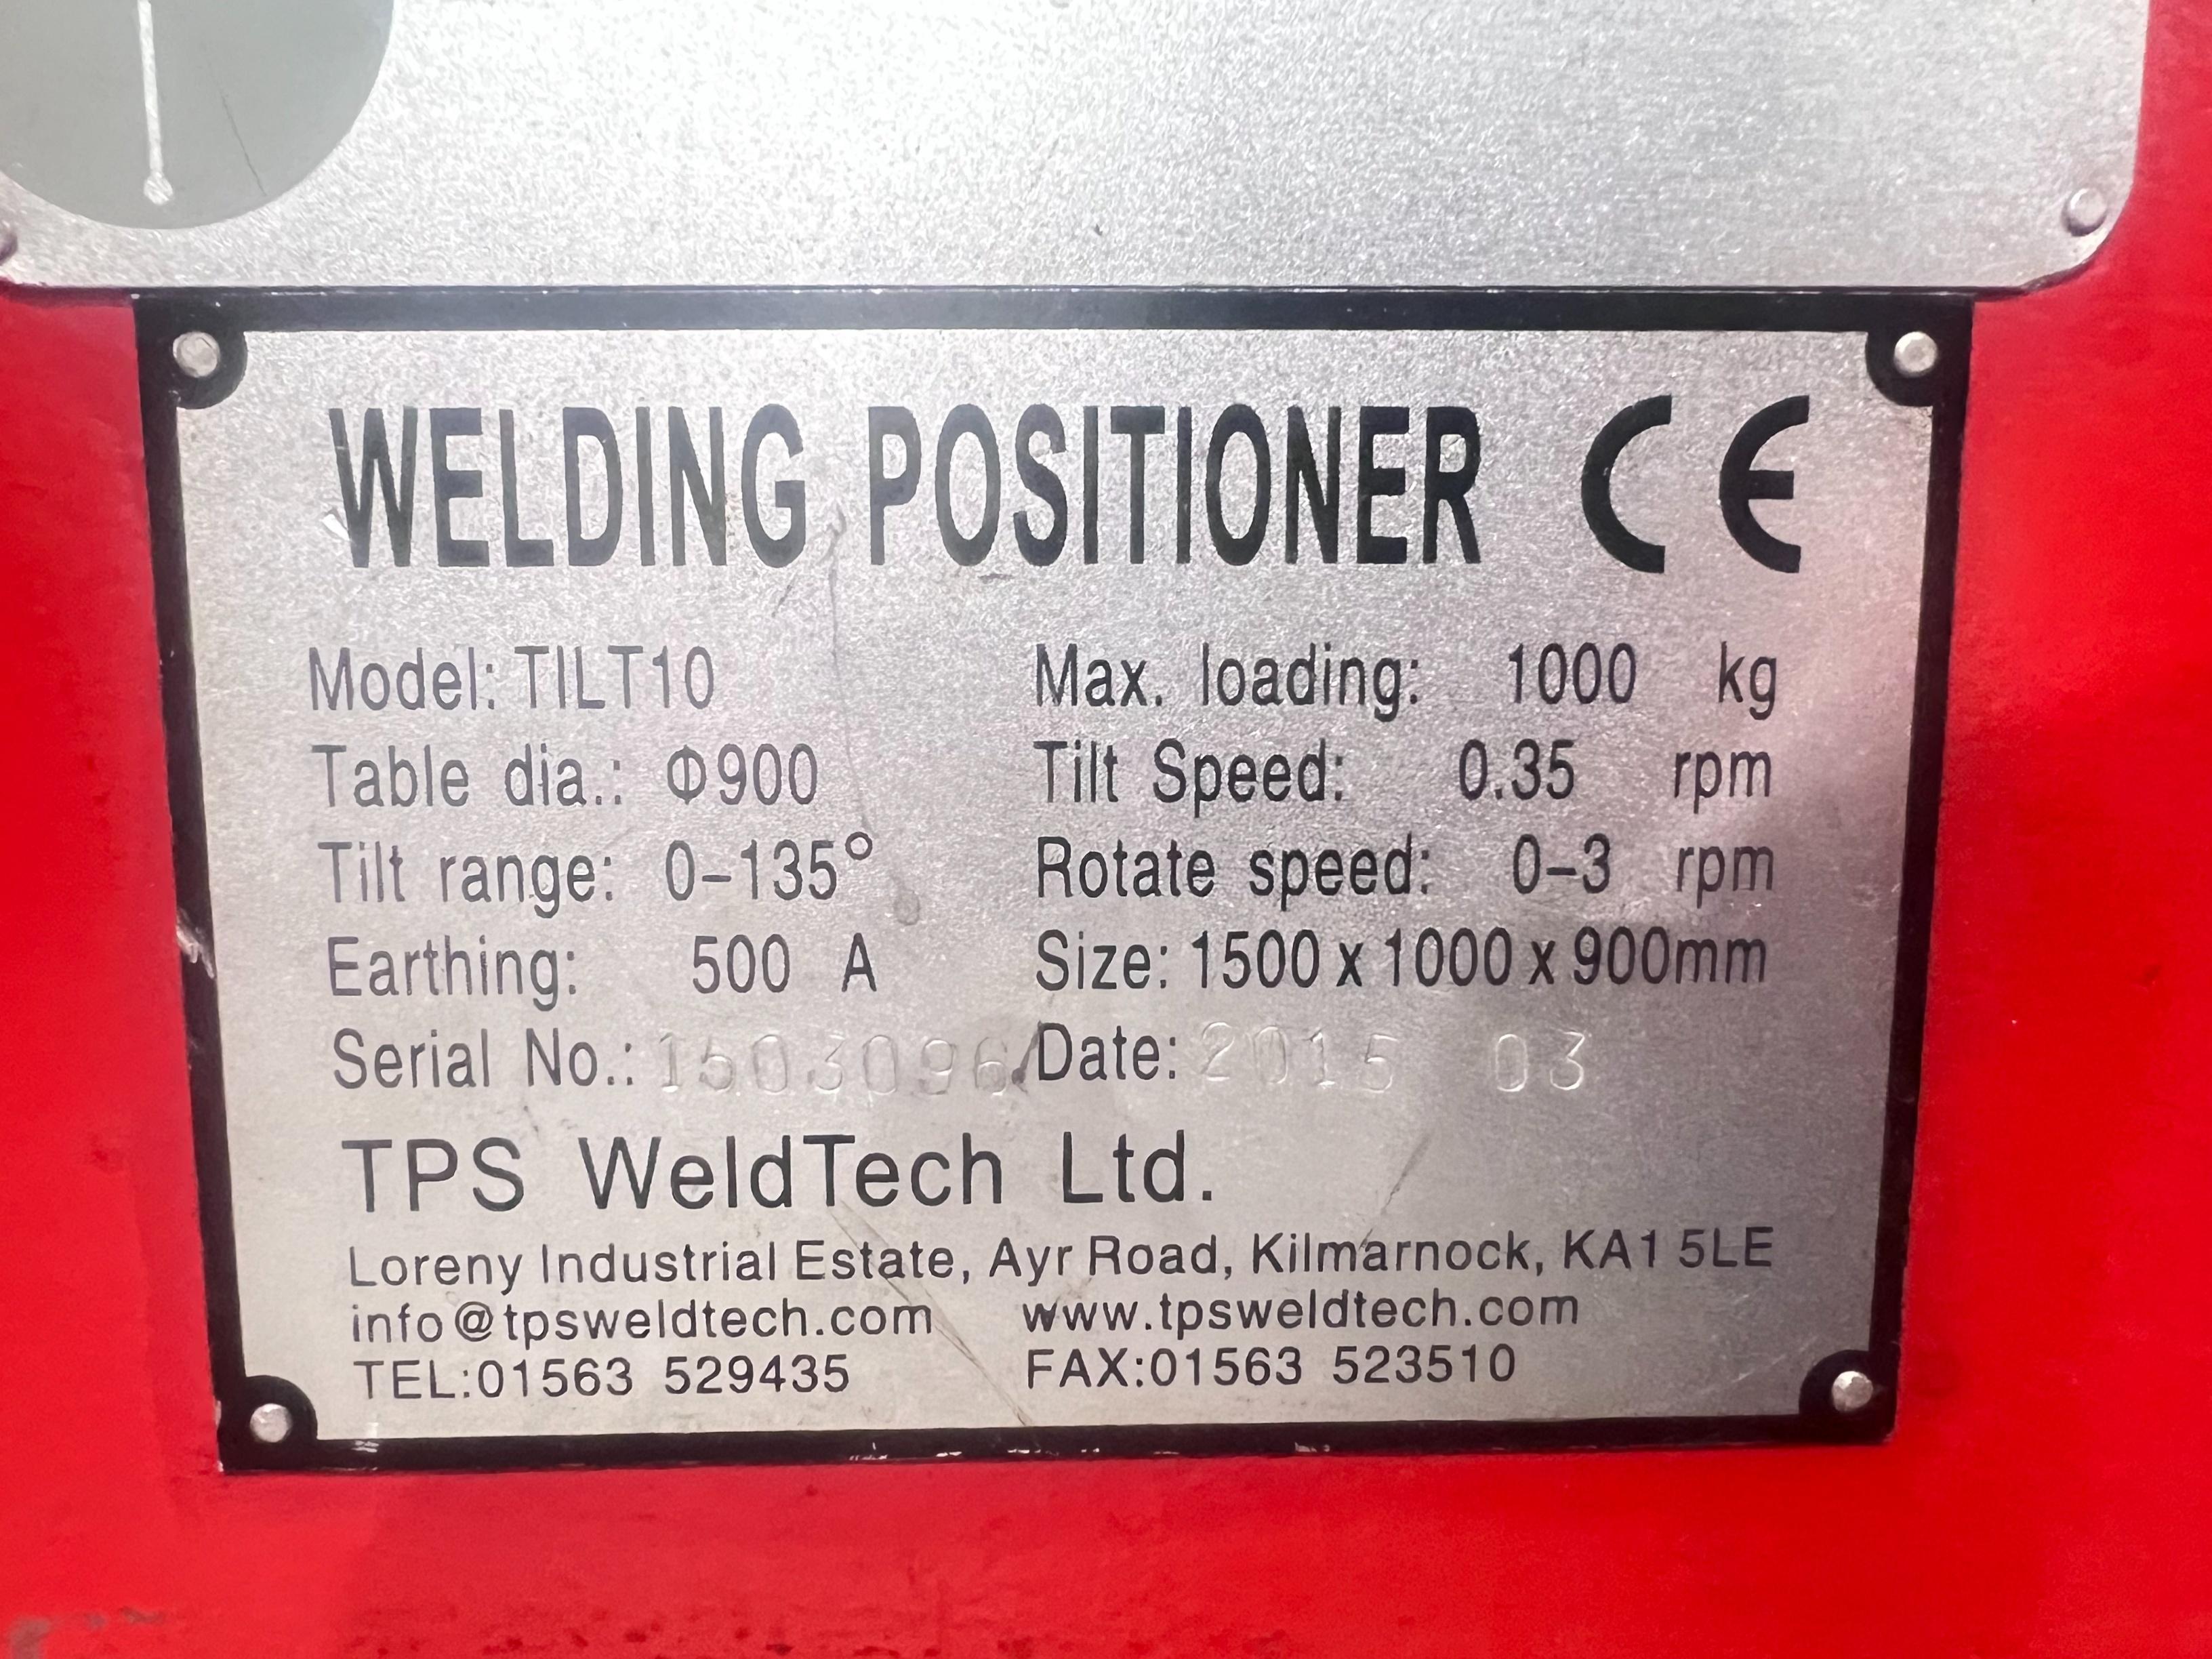 WELDING POSITIONER CE
Model: TILT10 Max. loading: 1000 kg
Table dia.: Φ900 Tilt Speed: 0.35 rpm
Tilt range: 0-135° Rotate speed: 0-3 rpm
Earthing: 500 A Size: 1500 x 1000 x 900mm
Serial No.: 1503096 Date: 2015 03
TPS WeldTech Ltd.
Loreny Industrial Estate, Ayr Road, Kilmarnock, KA1 5LE
info@tpsweldtech.com www.tpsweldtech.com
TEL:01563 529435 FAX:01563 523510